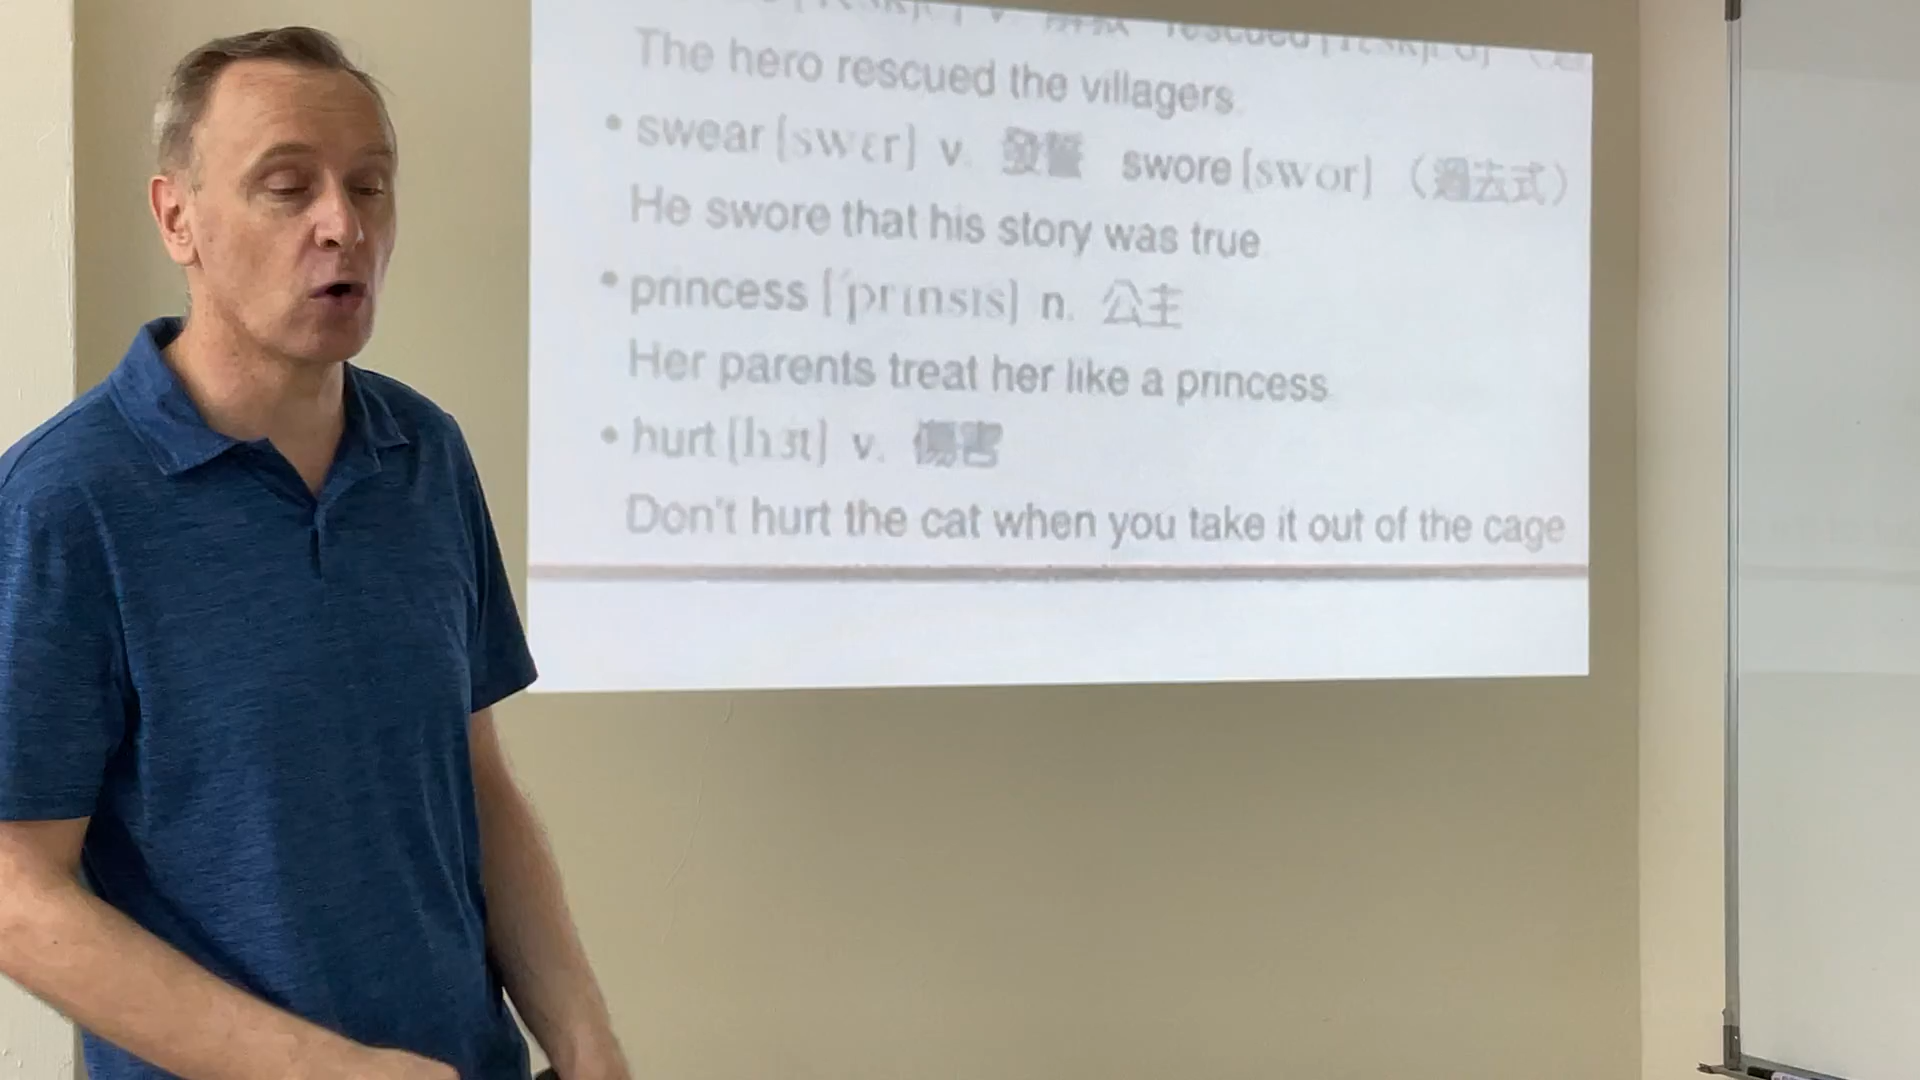 rescued
The hero rescued the villagers.
• swear [swɛr] v. 發誓 swore [swor] （過去式）
He swore that his story was true
• princess [ˈprɪnsɪs] n. 公主
Her parents treat her like a princess
• hurt [hɝt] v. 傷害
Don't hurt the cat when you take it out of the cage